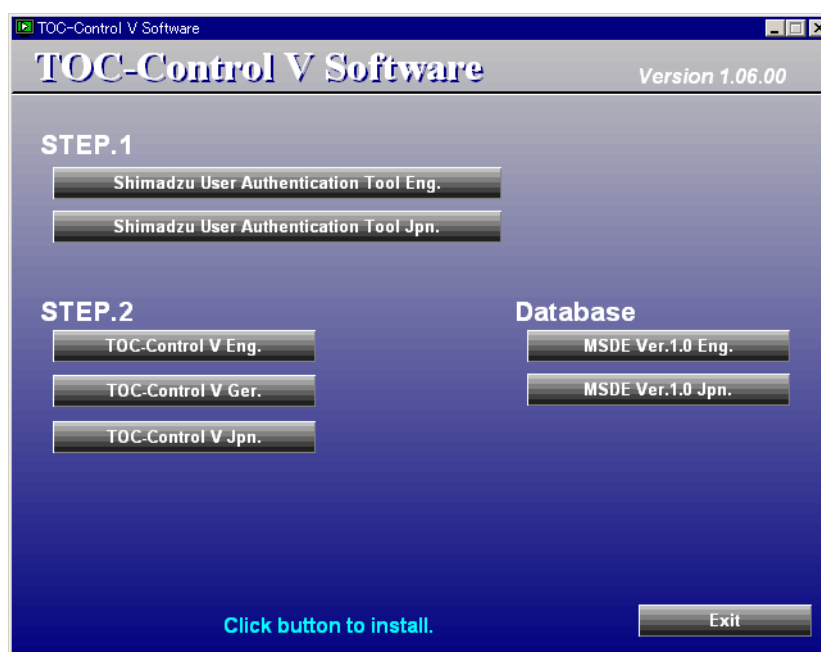 TOC-Control V Software
TOC-Control V Software
Version 1.06.00
STEP.1
Shimadzu User Authentication Tool Eng.
Shimadzu User Authentication Tool Jpn.
STEP.2
TOC-Control V Eng.
TOC-Control V Ger.
TOC-Control V Jpn.
Database
MSDE Ver.1.0 Eng.
MSDE Ver.1.0 Jpn.
Click button to install.
Exit